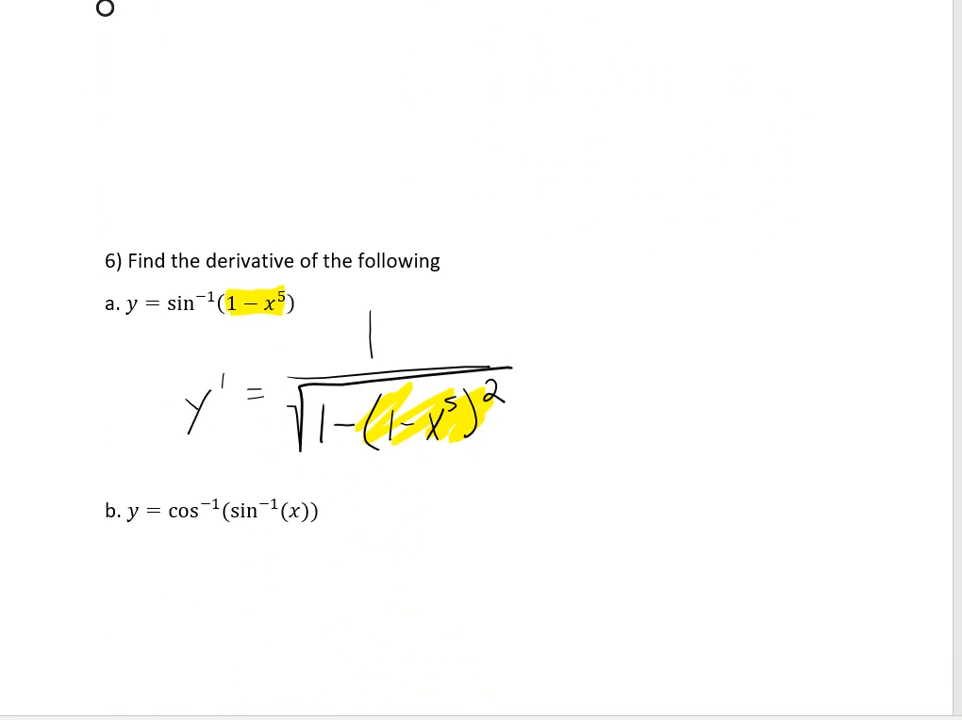 6) Find the derivative of the following
a. y = sin⁻¹(1 − x⁵)
y' = 1/√(1-(1-x⁵)²)
b. y = cos⁻¹(sin⁻¹(x))